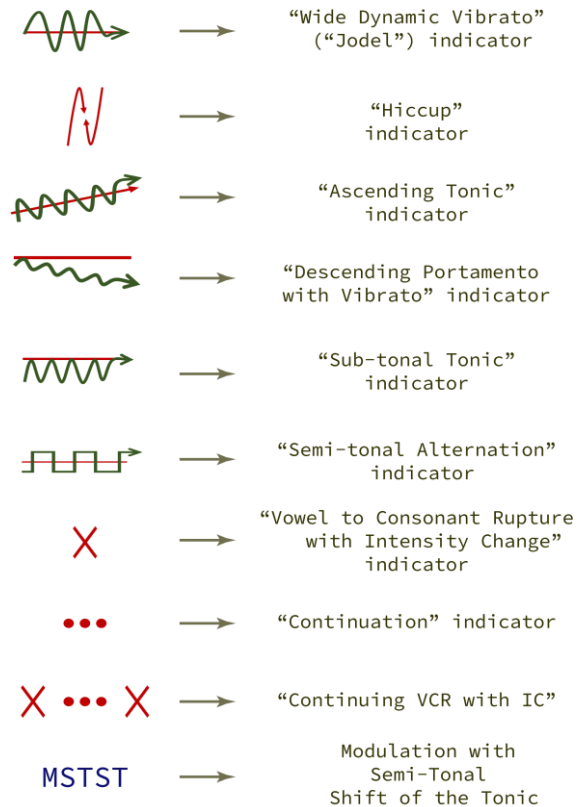 “Wide Dynamic Vibrato”
(“Jodel”) indicator
“Hiccup”
indicator
“Ascending Tonic”
indicator
“Descending Portamento
with Vibrato” indicator
“Sub-tonal Tonic”
indicator
“Semi-tonal Alternation”
indicator
“Vowel to Consonant Rupture
with Intensity Change”
indicator
“Continuation” indicator
“Continuing VCR with IC”
MSTST
Modulation with
Semi-Tonal
Shift of the Tonic